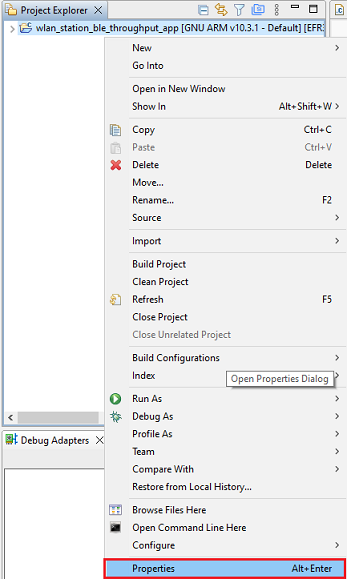 Project Explorer
wlan_station_ble_throughput_app [GNU ARM v10.3.1 - Default] [EFR3
New
Go Into
Open in New Window
Show In Alt+Shift+W
Copy Ctrl+C
Paste Ctrl+V
Delete Delete
Move...
Rename... F2
Source
Import
Build Project
Clean Project
Refresh F5
Close Project
Close Unrelated Project
Build Configurations
Index
Open Properties Dialog
Run As
Debug As
Profile As
Team
Compare With
Restore from Local History...
Debug Adapters
Browse Files Here
Open Command Line Here
Configure
Properties Alt+Enter